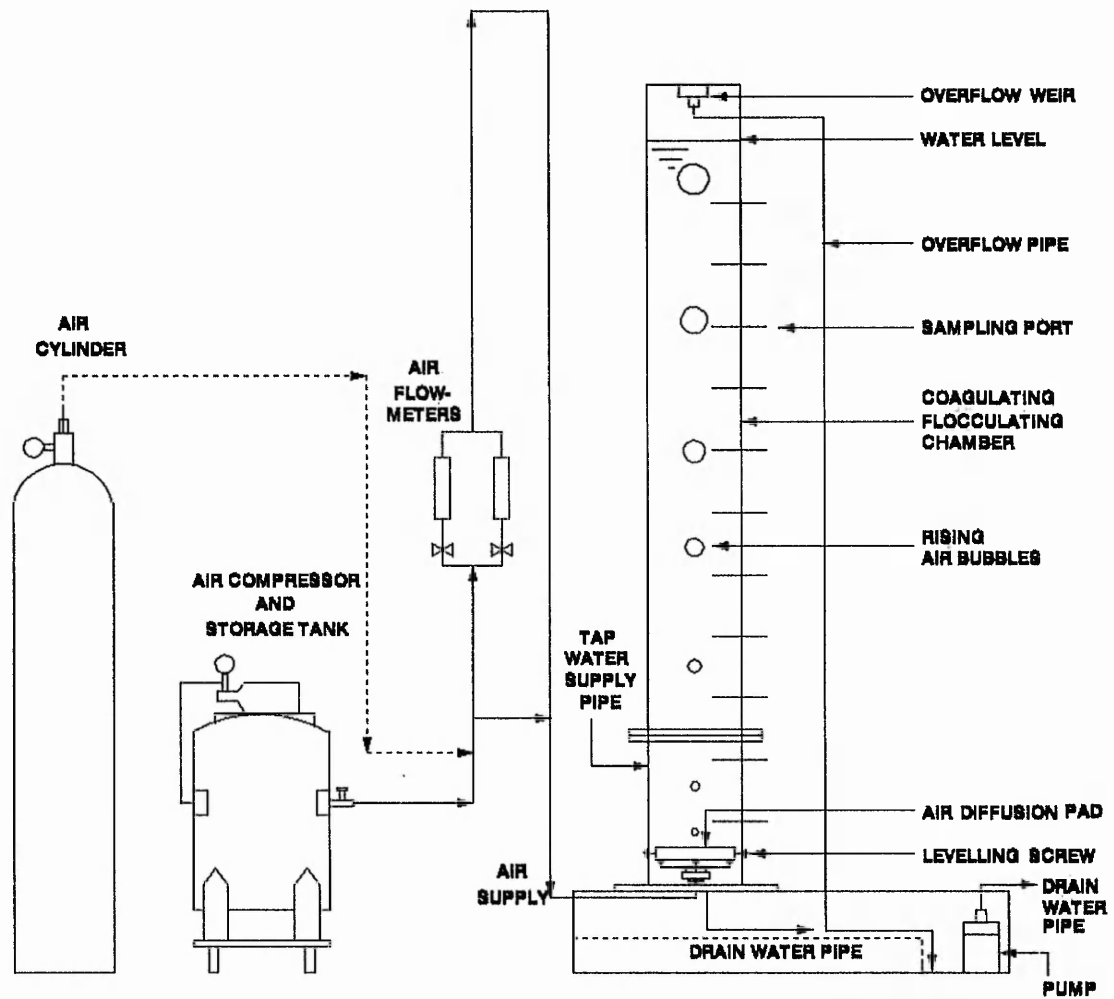 OVERFLOW WEIR
WATER LEVEL
OVERFLOW PIPE
AIR
CYLINDER
SAMPLING PORT
AIR
FLOW-
METERS
COAGULATING
FLOCCULATING
CHAMBER
RISING
AIR BUBBLES
AIR COMPRESSOR
AND
STORAGE TANK
TAP
WATER
SUPPLY
PIPE
AIR DIFFUSION PAD
LEVELLING SCREW
AIR
SUPPLY
DRAIN
WATER
PIPE
DRAIN WATER PIPE
PUMP